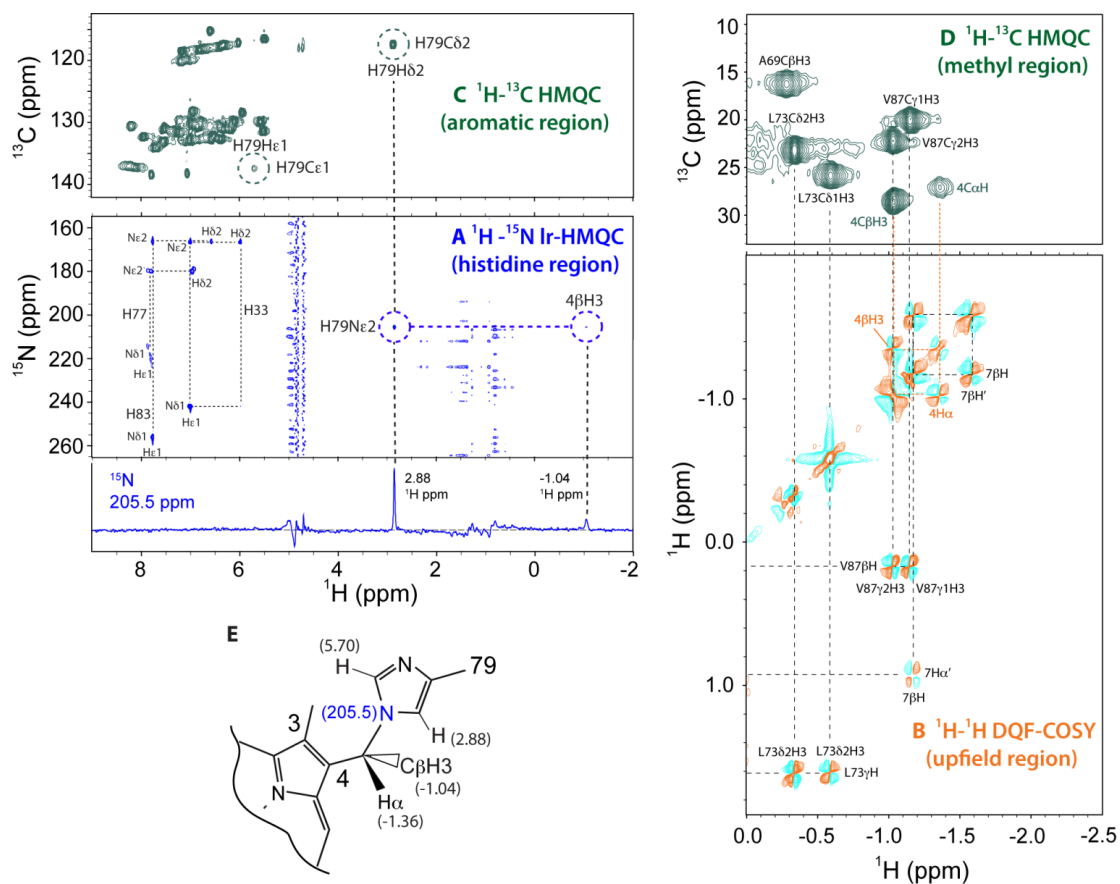 C ¹H-¹³C HMQC
(aromatic region)
¹³C (ppm)
120
130
140
H79Cδ2
H79Hδ2
H79Hε1
H79Cε1
A ¹H -¹⁵N lr-HMQC
(histidine region)
¹⁵N (ppm)
160
180
200
220
240
260
Nε2
Nε2
Hδ2
Hδ2
Nε2
Hδ2
H77
H33
Nδ1
Hε1
H83
Nδ1
Hε1
Nδ1
Hε1
H79Nε2
4βH3
¹⁵N
205.5 ppm
2.88
¹H ppm
-1.04
¹H ppm
8
6
4
2
0
-2
¹H (ppm)
E
(5.70)
H
N
79
(205.5)
N
H
(2.88)
3
4
CβH3
(-1.04)
Hα
(-1.36)
N
D ¹H-¹³C HMQC
(methyl region)
¹³C (ppm)
10
15
20
25
30
A69CβH3
V87Cγ1H3
L73Cδ2H3
V87Cγ2H3
L73Cδ1H3
4CαH
4CβH3
¹H (ppm)
-1.0
0.0
1.0
4βH3
7βH
7βH'
4Hα
V87βH
V87γ2H3
V87γ1H3
7Hα'
7βH
B ¹H-¹H DQF-COSY
(upfield region)
L73δ2H3
L73δ2H3
L73γH
0.0
-0.5
-1.0
-1.5
-2.0
-2.5
¹H (ppm)